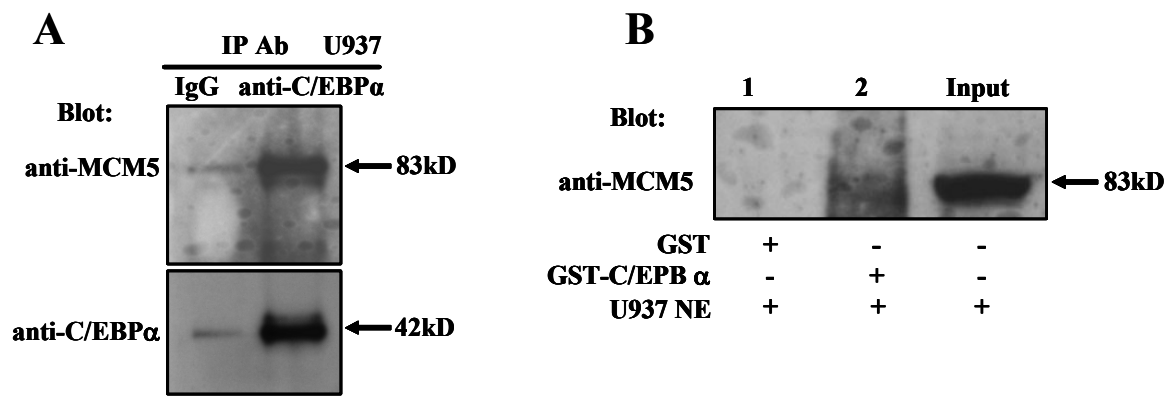 A
IP Ab U937
IgG anti-C/EBPα
Blot:
anti-MCM5 83kD
anti-C/EBPα 42kD
B
1 2 Input
Blot:
anti-MCM5 83kD
GST + - -
GST-C/EPB α - + -
U937 NE + + +